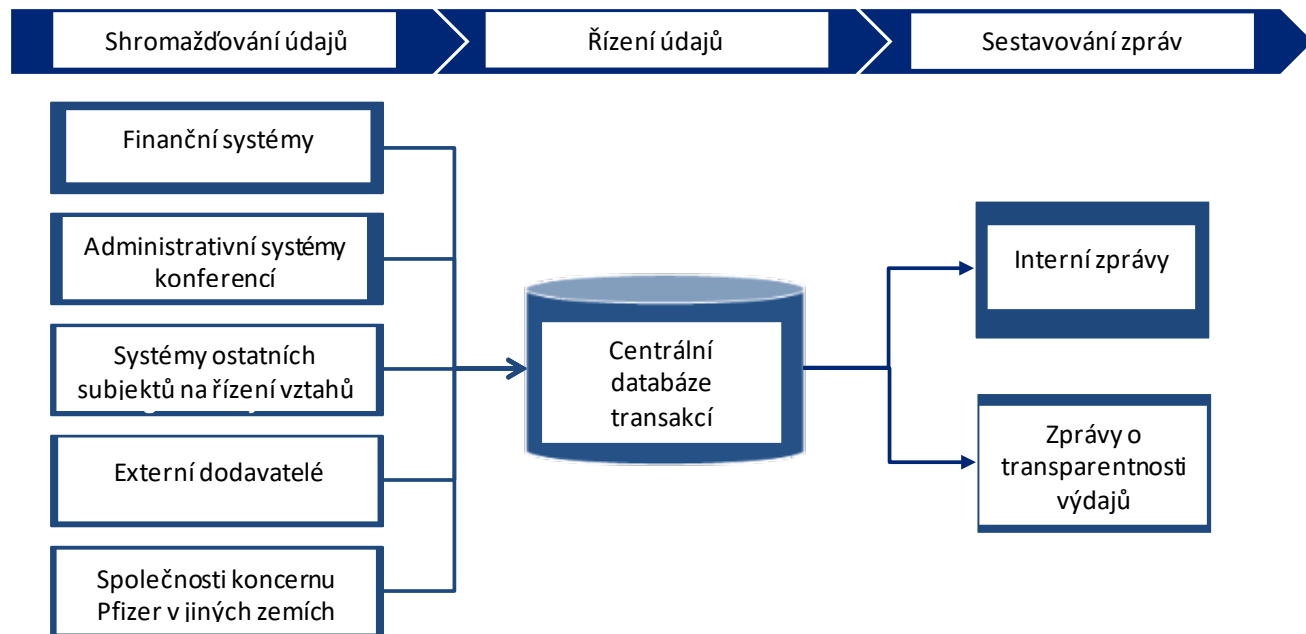 Shromažďování údajů
Řízení údajů
Sestavování zpráv
Finanční systémy
Administrativní systémy
konferencí
Systémy ostatních
subjektů na řízení vztahů
Externí dodavatelé
Společnosti koncernu
Pfizer v jiných zemích
Centrální
databáze
transakcí
Interní zprávy
Zprávy o
transparentnosti
výdajů